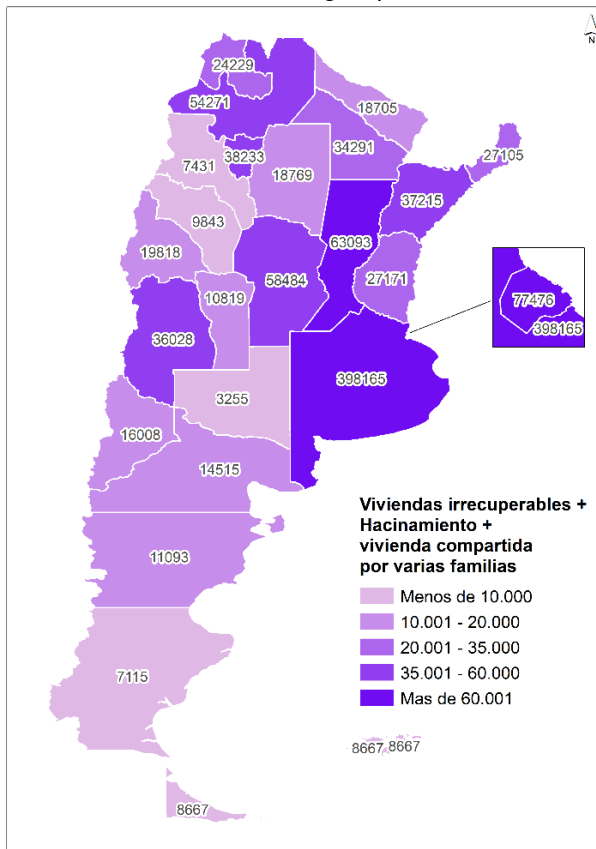 N
24229
54271
18705
34291
27105
7431
38233
18769
37215
9843
63093
19818
27171
58484
10819
77476
398165
36028
398165
3255
16008
14515
11093
7115
8667
8667 8667
Viviendas irrecuperables +
Hacinamiento +
vivienda compartida
por varias familias
Menos de 10.000
10.001 - 20.000
20.001 - 35.000
35.001 - 60.000
Mas de 60.001